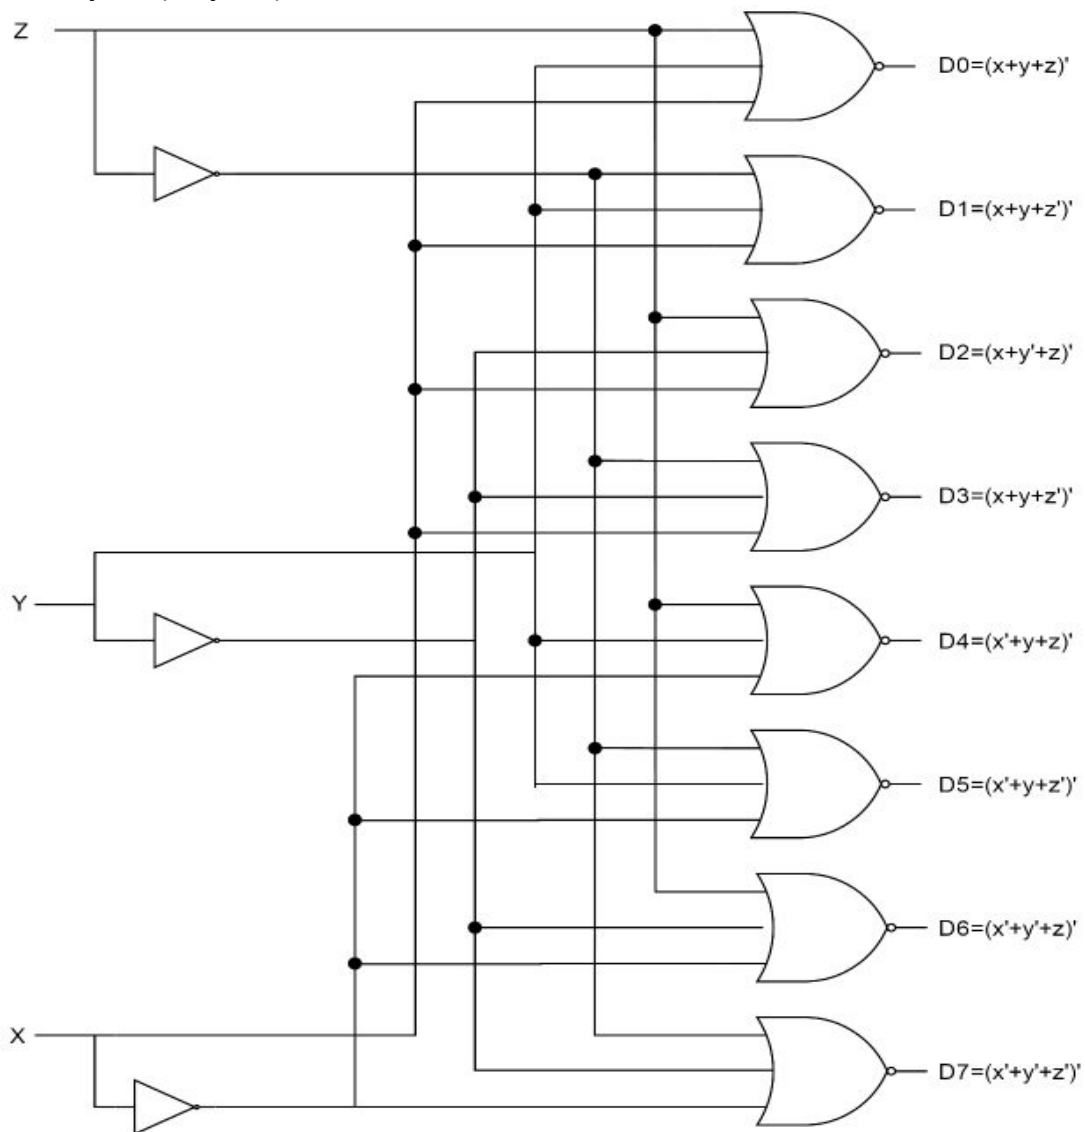 Z
D0=(x+y+z)'
D1=(x+y+z')'
D2=(x+y'+z)'
D3=(x+y+z')'
Y
D4=(x'+y+z)'
D5=(x'+y+z')'
D6=(x'+y'+z)'
X
D7=(x'+y'+z')'